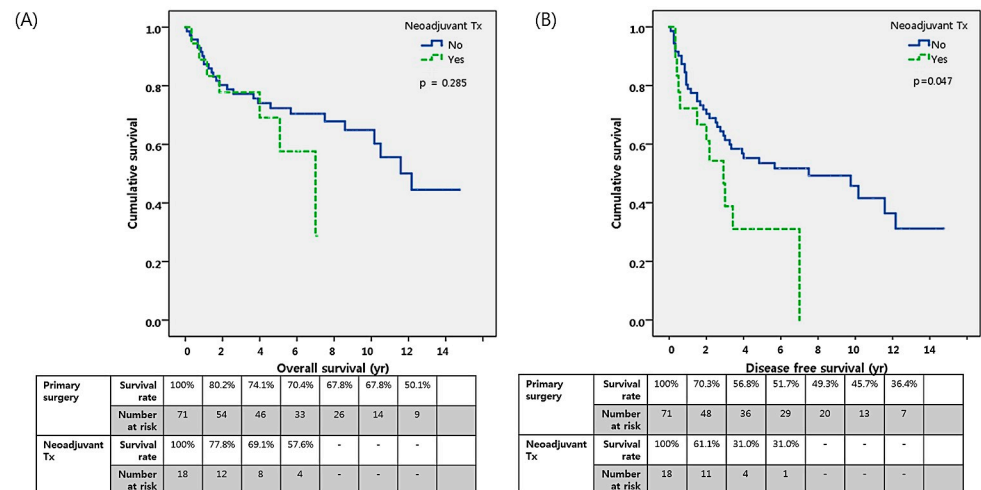 (A)
Neoadjuvant Tx
No
Yes
p = 0.285
Cumulative survival
1.0
0.8
0.6
0.4
0.2
0.0
0 2 4 6 8 10 12 14
Overall survival (yr)
Primary surgery Survival rate 100% 80.2% 74.1% 70.4% 67.8% 67.8% 50.1%
Number at risk 71 54 46 33 26 14 9
Neoadjuvant Tx Survival rate 100% 77.8% 69.1% 57.6% - - -
Number at risk 18 12 8 4 - - -
(B)
Neoadjuvant Tx
No
Yes
p=0.047
Cumulative survival
1.0
0.8
0.6
0.4
0.2
0.0
0 2 4 6 8 10 12 14
Disease free survival (yr)
Primary surgery Survival rate 100% 70.3% 56.8% 51.7% 49.3% 45.7% 36.4%
Number at risk 71 48 36 29 20 13 7
Neoadjuvant Tx Survival rate 100% 61.1% 31.0% 31.0% - - -
Number at risk 18 11 4 1 - - -